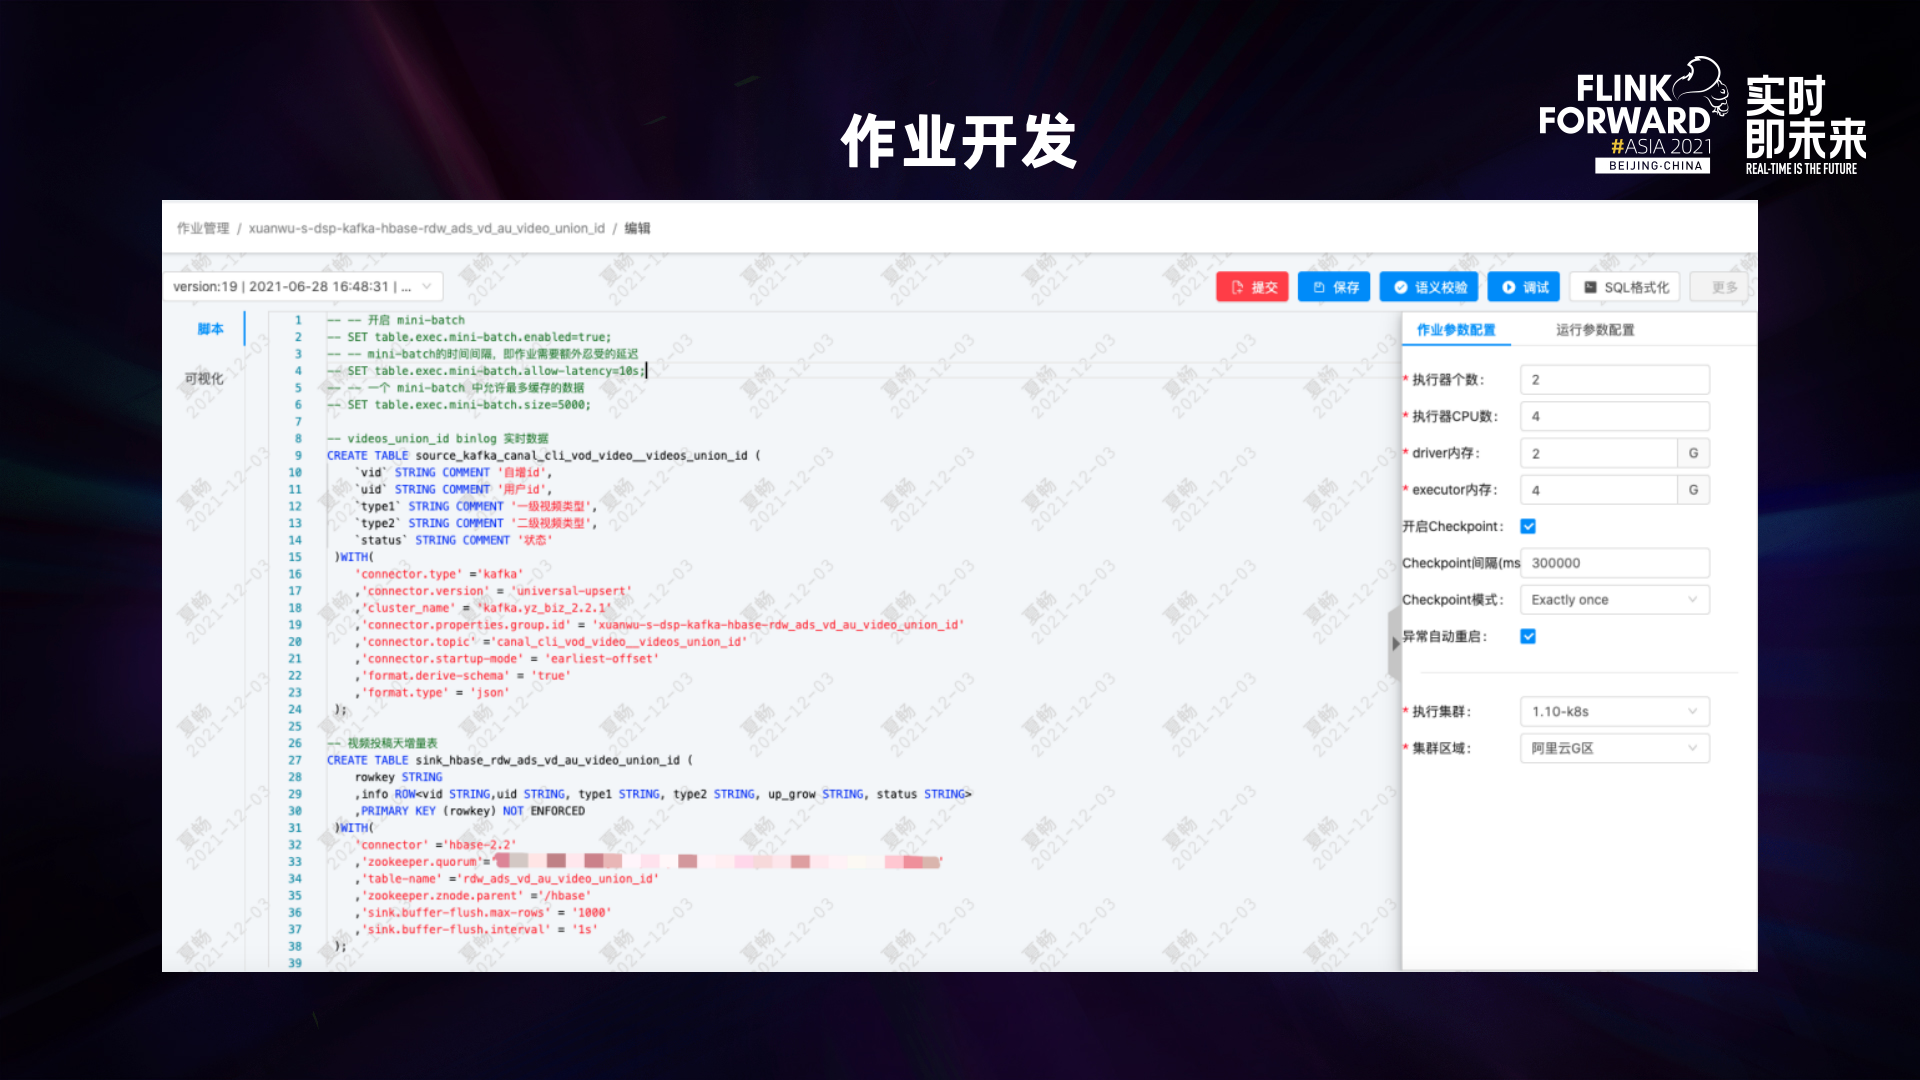 作业开发
FLINK
FORWARD
#ASIA 2021
BEIJING·CHINA
实时
即未来
REAL-TIME IS THE FUTURE
作业管理 / xuanwu-s-dsp-kafka-hbase-rdw_ads_vd_au_video_union_id / 编辑
version:19 | 2021-06-28 16:48:31 | ...
提交 保存 语义校验 调试 SQL格式化 更多
脚本
可视化
1 -- -- 开启 mini-batch
2 -- SET table.exec.mini-batch.enabled=true;
3 -- -- mini-batch的时间间隔，即作业需要额外忍受的延迟
4 -- SET table.exec.mini-batch.allow-latency=10s;
5 -- -- 一个 mini-batch 中允许最多缓存的数据
6 -- SET table.exec.mini-batch.size=5000;
7
8 -- videos_union_id binlog 实时数据
9 CREATE TABLE source_kafka_canal_cli_vod_video__videos_union_id (
10 `vid` STRING COMMENT '自增id',
11 `uid` STRING COMMENT '用户id',
12 `type1` STRING COMMENT '一级视频类型',
13 `type2` STRING COMMENT '二级视频类型',
14 `status` STRING COMMENT '状态'
15 )WITH(
16 'connector.type' ='kafka'
17 ,'connector.version' = 'universal-upsert'
18 ,'cluster_name' = 'kafka.yz_biz_2.2.1'
19 ,'connector.properties.group.id' = 'xuanwu-s-dsp-kafka-hbase-rdw_ads_vd_au_video_union_id'
20 ,'connector.topic' ='canal_cli_vod_video__videos_union_id'
21 ,'connector.startup-mode' = 'earliest-offset'
22 ,'format.derive-schema' = 'true'
23 ,'format.type' = 'json'
24 );
25
26 -- 视频投稿天增量表
27 CREATE TABLE sink_hbase_rdw_ads_vd_au_video_union_id (
28 rowkey STRING
29 ,info ROW<vid STRING,uid STRING, type1 STRING, type2 STRING, up_grow STRING, status STRING>
30 ,PRIMARY KEY (rowkey) NOT ENFORCED
31 )WITH(
32 'connector' ='hbase-2.2'
33 ,'zookeeper.quorum'='
34 ,'table-name' ='rdw_ads_vd_au_video_union_id'
35 ,'zookeeper.znode.parent' ='/hbase'
36 ,'sink.buffer-flush.max-rows' = '1000'
37 ,'sink.buffer-flush.interval' = '1s'
38 );
39
作业参数配置 运行参数配置
* 执行器个数： 2
* 执行器CPU数： 4
* driver内存： 2 G
* executor内存： 4 G
开启Checkpoint：
Checkpoint间隔(ms 300000
Checkpoint模式： Exactly once
异常自动重启：
* 执行集群： 1.10-k8s
* 集群区域： 阿里云G区
夏畅
2021-12-03